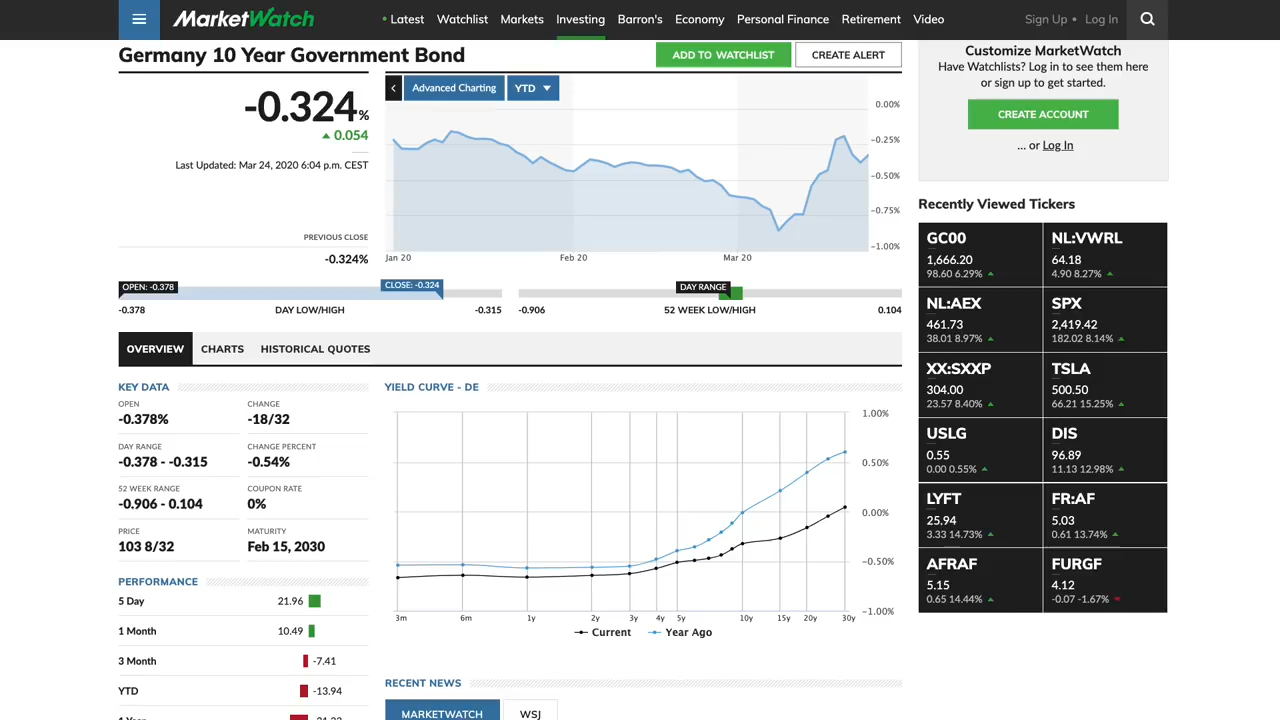 MarketWatch
Latest Watchlist Markets Investing Barron's Economy Personal Finance Retirement Video
Sign Up • Log In
Germany 10 Year Government Bond
ADD TO WATCHLIST
CREATE ALERT
-0.324%
0.054
Last Updated: Mar 24, 2020 6:04 p.m. CEST
PREVIOUS CLOSE
-0.324%
Advanced Charting
YTD
0.00%
-0.25%
-0.50%
-0.75%
-1.00%
Jan 20 Feb 20 Mar 20
OPEN: -0.378
CLOSE: -0.324
-0.378 DAY LOW/HIGH -0.315
DAY RANGE
-0.906 52 WEEK LOW/HIGH 0.104
OVERVIEW CHARTS HISTORICAL QUOTES
KEY DATA
OPEN
-0.378%
CHANGE
-18/32
DAY RANGE
-0.378 - -0.315
CHANGE PERCENT
-0.54%
52 WEEK RANGE
-0.906 - 0.104
COUPON RATE
0%
PRICE
103 8/32
MATURITY
Feb 15, 2030
PERFORMANCE
5 Day 21.96
1 Month 10.49
3 Month -7.41
YTD -13.94
YIELD CURVE - DE
1.00%
0.50%
0.00%
-0.50%
-1.00%
3m 6m 1y 2y 3y 4y 5y 10y 15y 20y 30y
Current Year Ago
RECENT NEWS
MARKETWATCH WSJ
Customize MarketWatch
Have Watchlists? Log in to see them here
or sign up to get started.
CREATE ACCOUNT
... or Log In
Recently Viewed Tickers
GC00
1,666.20
98.60 6.29%
NL:VWRL
64.18
4.90 8.27%
NL:AEX
461.73
38.01 8.97%
SPX
2,419.42
182.02 8.14%
XX:SXXP
304.00
23.57 8.40%
TSLA
500.50
66.21 15.25%
USLG
0.55
0.00 0.55%
DIS
96.89
11.13 12.98%
LYFT
25.94
3.33 14.73%
FR:AF
5.03
0.61 13.74%
AFRAF
5.15
0.65 14.44%
FURGF
4.12
-0.07 -1.67%